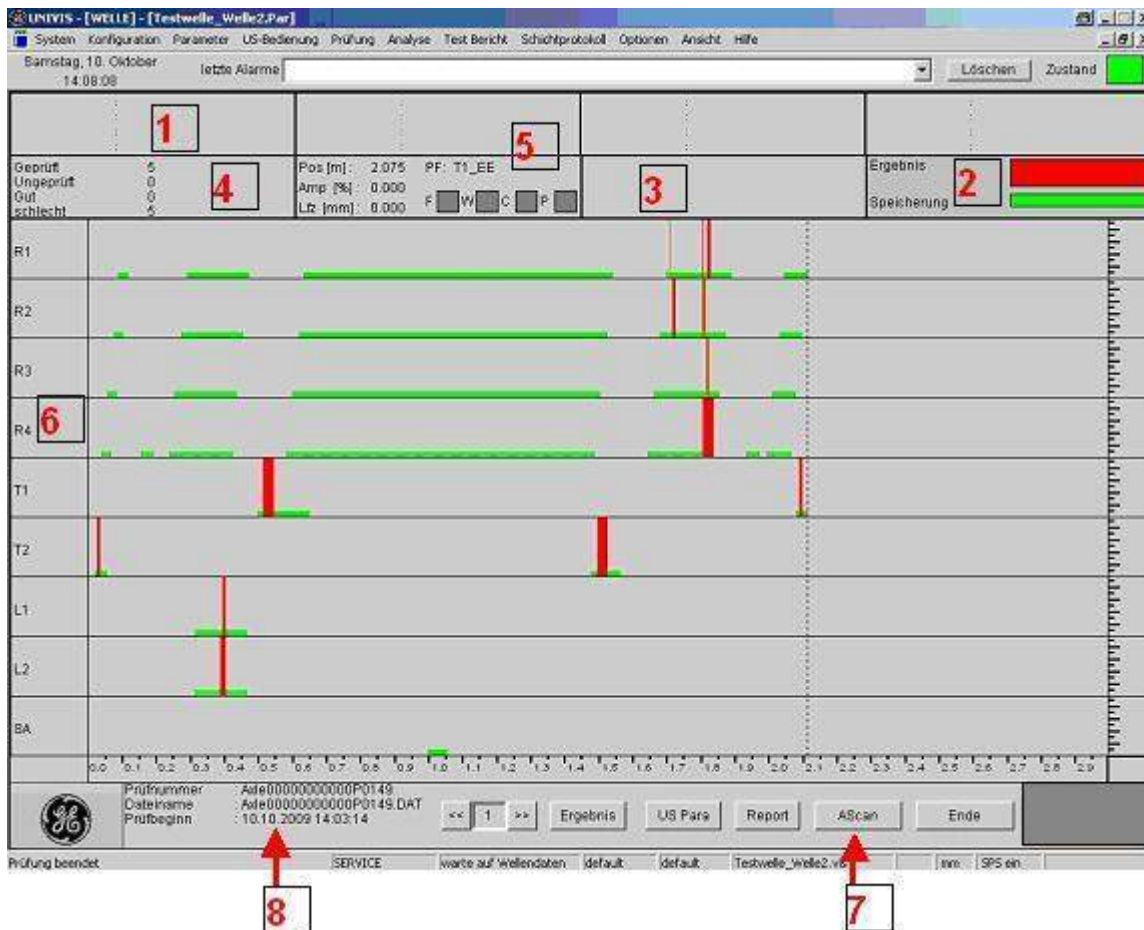 UNIVIS - [WELLE] - [Testwelle_Welle2.Par]
System Konfiguration Parameter US-Bedienung Prüfung Analyse Test Bericht Schichtprotokoll Optionen Ansicht Hilfe
Samstag, 10. Oktober
14:08:08
letzte Alarme
Löschen
Zustand
1
5
Geprüft 5
Ungeprüft 0
Gut 0
schlecht 5
4
Pos [m] : 2.075 PF: T1_EE
Amp [%] : 0.000
Lfz [mm] : 0.000
F W C P
3
Ergebnis
2
Speicherung
R1
R2
R3
6
R4
T1
T2
L1
L2
BA
0.0 0.1 0.2 0.3 0.4 0.5 0.6 0.7 0.8 0.9 1.0 1.1 1.2 1.3 1.4 1.5 1.6 1.7 1.8 1.9 2.0 2.1 2.2 2.3 2.4 2.5 2.6 2.7 2.8 2.9
Prüfnummer : Axle00000000000P0149
Dateiname : Axle00000000000P0149.DAT
Prüfbeginn : 10.10.2009 14:03:14
<< 1 >> Ergebnis US Para Report AScan Ende
Prüfung beendet SERVICE warte auf Wellendaten default default mm SPS ein
8
7